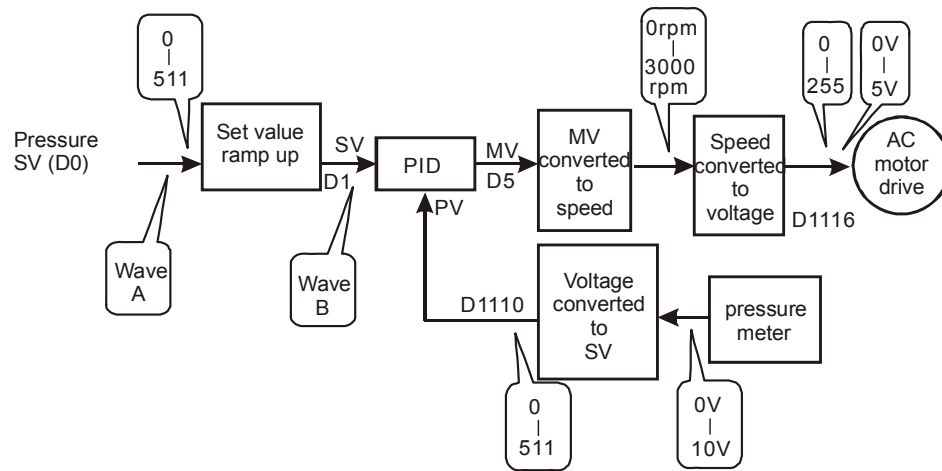 0
511
0rpm
3000
rpm
0
255
0V
5V
Pressure
SV (D0)
Set value
ramp up
SV
D1
PID
MV
D5
PV
MV
converted
to
speed
Speed
converted
to
voltage
D1116
AC
motor
drive
Wave
A
Wave
B
D1110
Voltage
converted
to
SV
pressure
meter
0
511
0V
10V